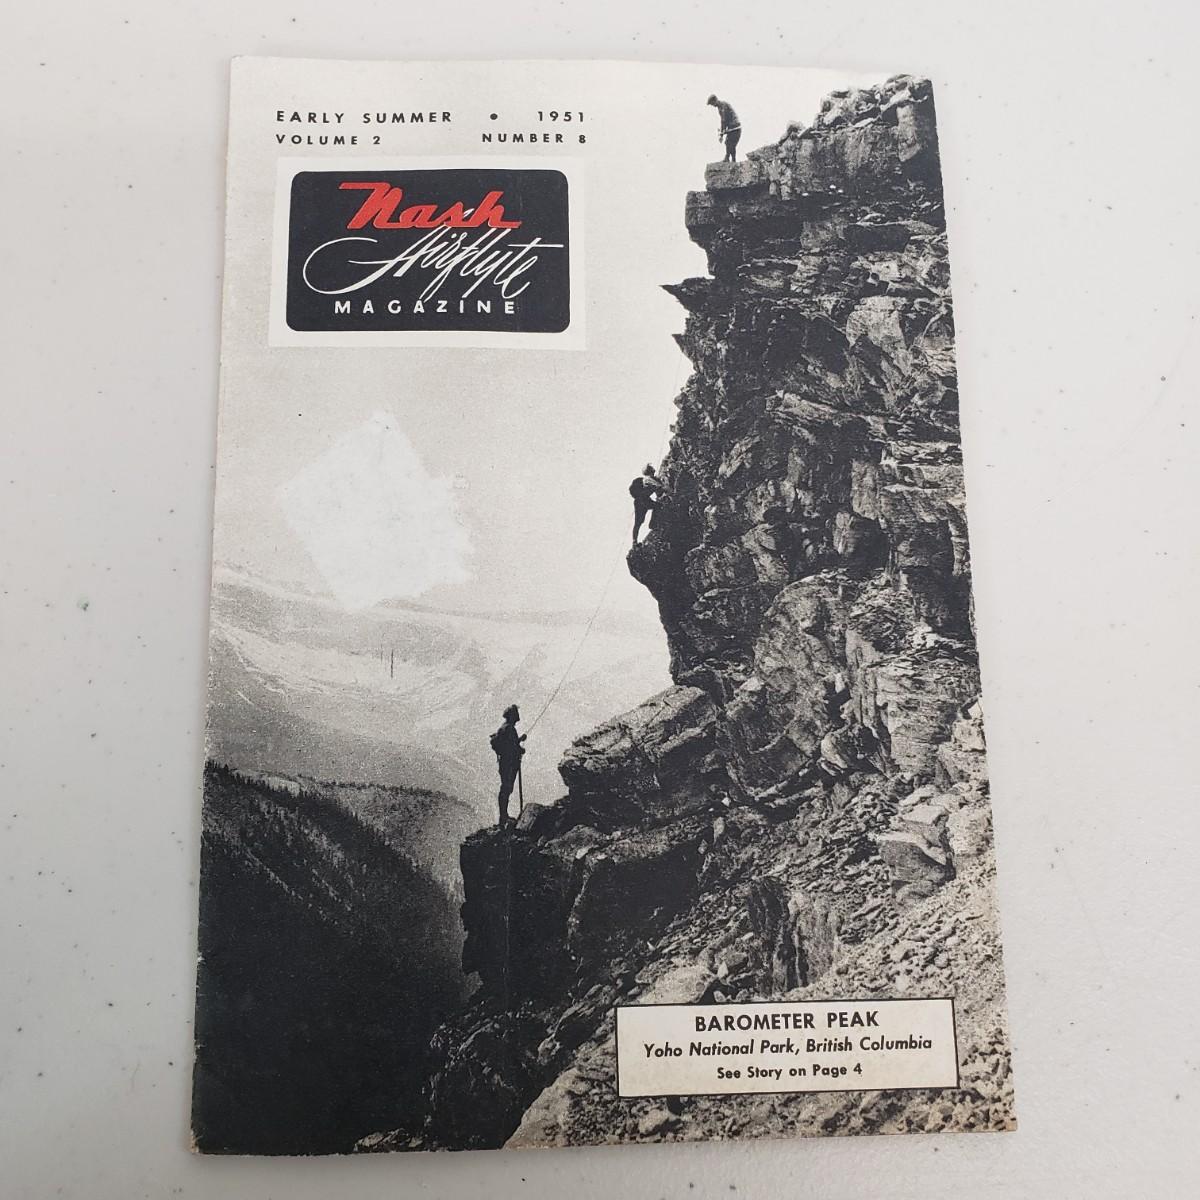 EARLY SUMMER • 1951
VOLUME 2 NUMBER 8
Nash
Airflyte
MAGAZINE
BAROMETER PEAK
Yoho National Park, British Columbia
See Story on Page 4